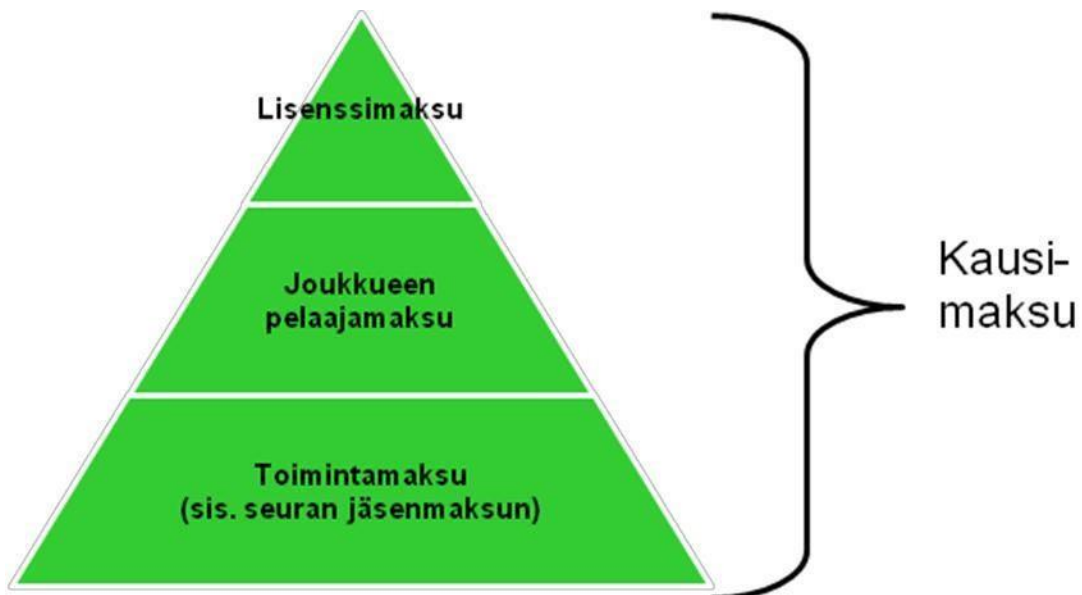 Lisenssimaksu
Joukkueen
pelaajamaksu
Toimintamaksu
(sis. seuran jäsenmaksun)
Kausi-
maksu